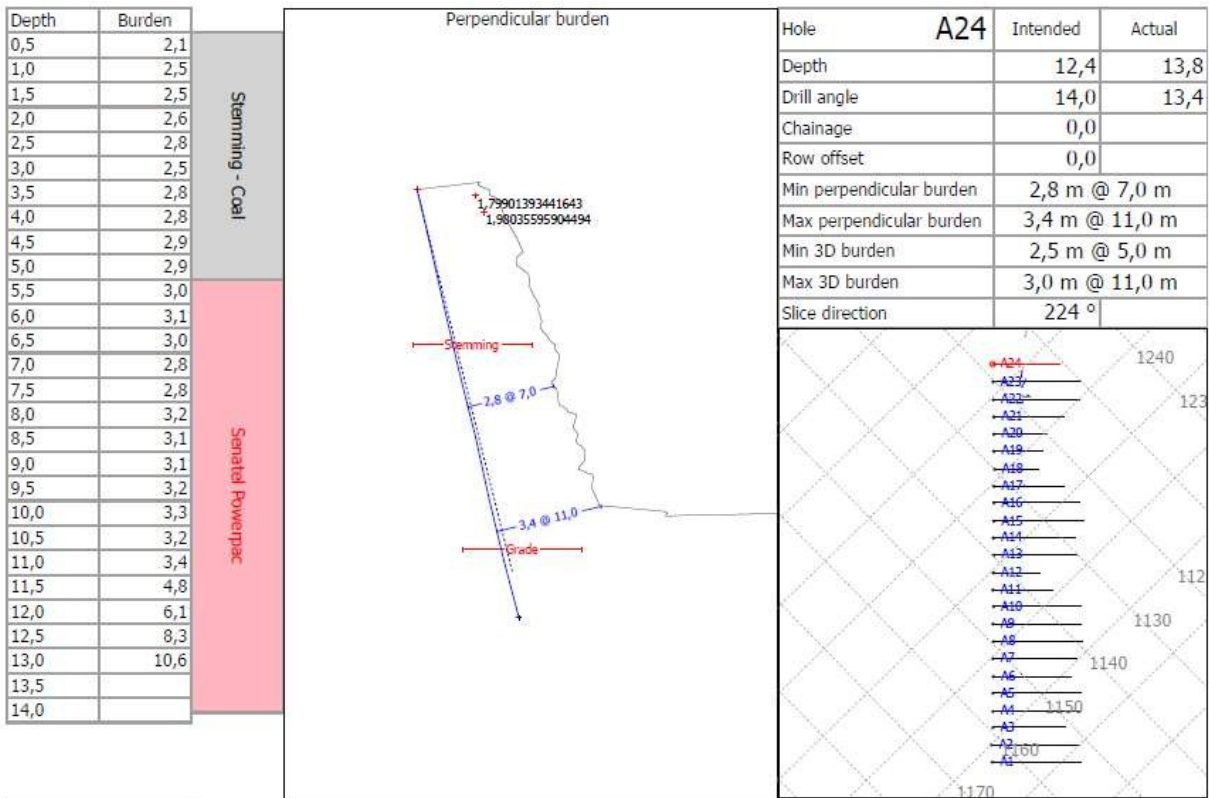 Depth Burden
0,5 2,1
1,0 2,5
1,5 2,5
2,0 2,6
2,5 2,8
3,0 2,5
3,5 2,8
4,0 2,8
4,5 2,9
5,0 2,9
5,5 3,0
6,0 3,1
6,5 3,0
7,0 2,8
7,5 2,8
8,0 3,2
8,5 3,1
9,0 3,1
9,5 3,2
10,0 3,3
10,5 3,2
11,0 3,4
11,5 4,8
12,0 6,1
12,5 8,3
13,0 10,6
13,5
14,0
Stemming - Coal
Senatel Powerpac
Perpendicular burden
1,79901393441643
1,98035595904494
Stemming
2,8 @ 7,0
3,4 @ 11,0
Grade
Hole A24 Intended Actual
Depth 12,4 13,8
Drill angle 14,0 13,4
Chainage 0,0
Row offset 0,0
Min perpendicular burden 2,8 m @ 7,0 m
Max perpendicular burden 3,4 m @ 11,0 m
Min 3D burden 2,5 m @ 5,0 m
Max 3D burden 3,0 m @ 11,0 m
Slice direction 224 °
A24
A23
A22
A21
A20
A19
A18
A17
A16
A15
A14
A13
A12
A11
A10
A9
A8
A7
A6
A5
A4
A3
A2
A1
1240
123
112
1130
1140
1150
1160
1170